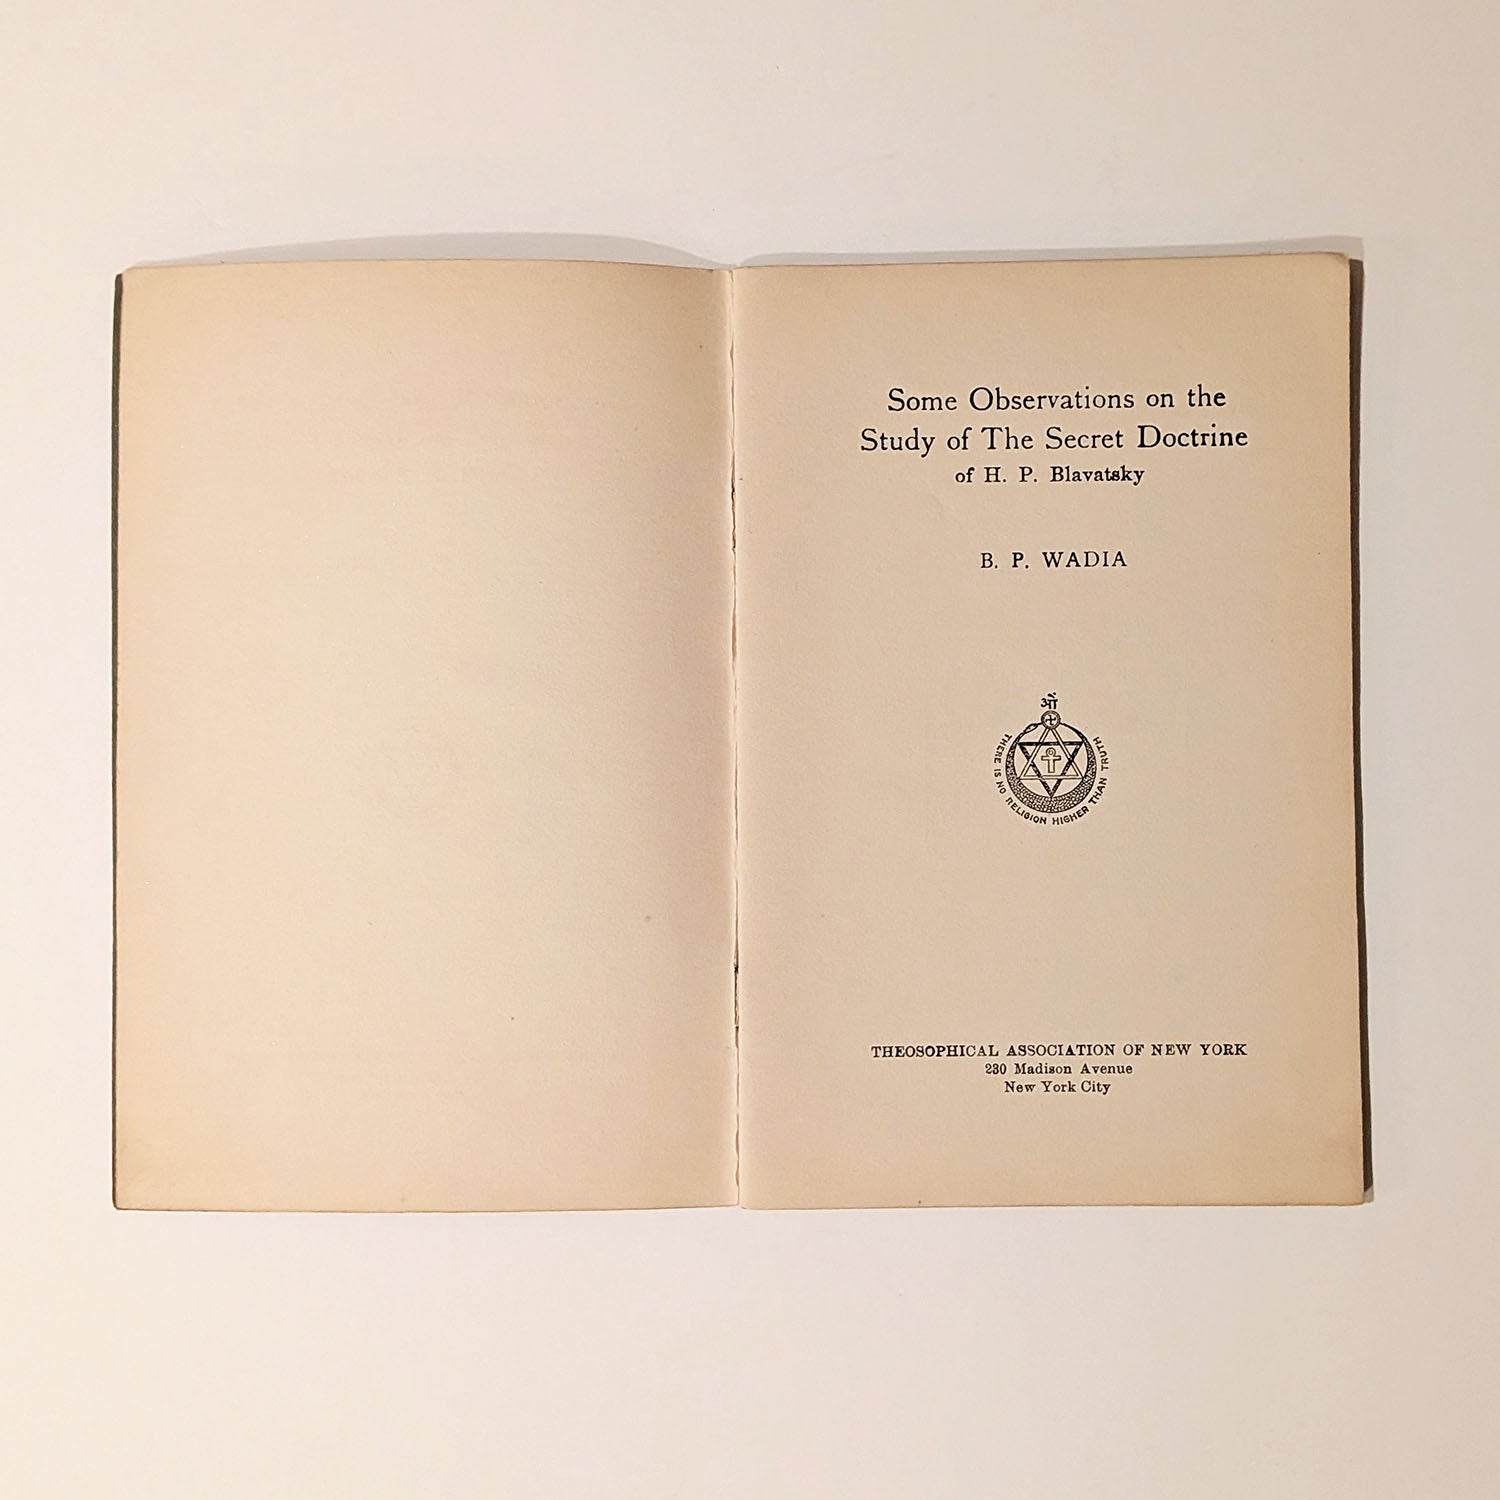 Some Observations on the
Study of The Secret Doctrine
of H. P. Blavatsky
B. P. WADIA
ओं
THERE IS NO RELIGION HIGHER THAN TRUTH
THEOSOPHICAL ASSOCIATION OF NEW YORK
230 Madison Avenue
New York City